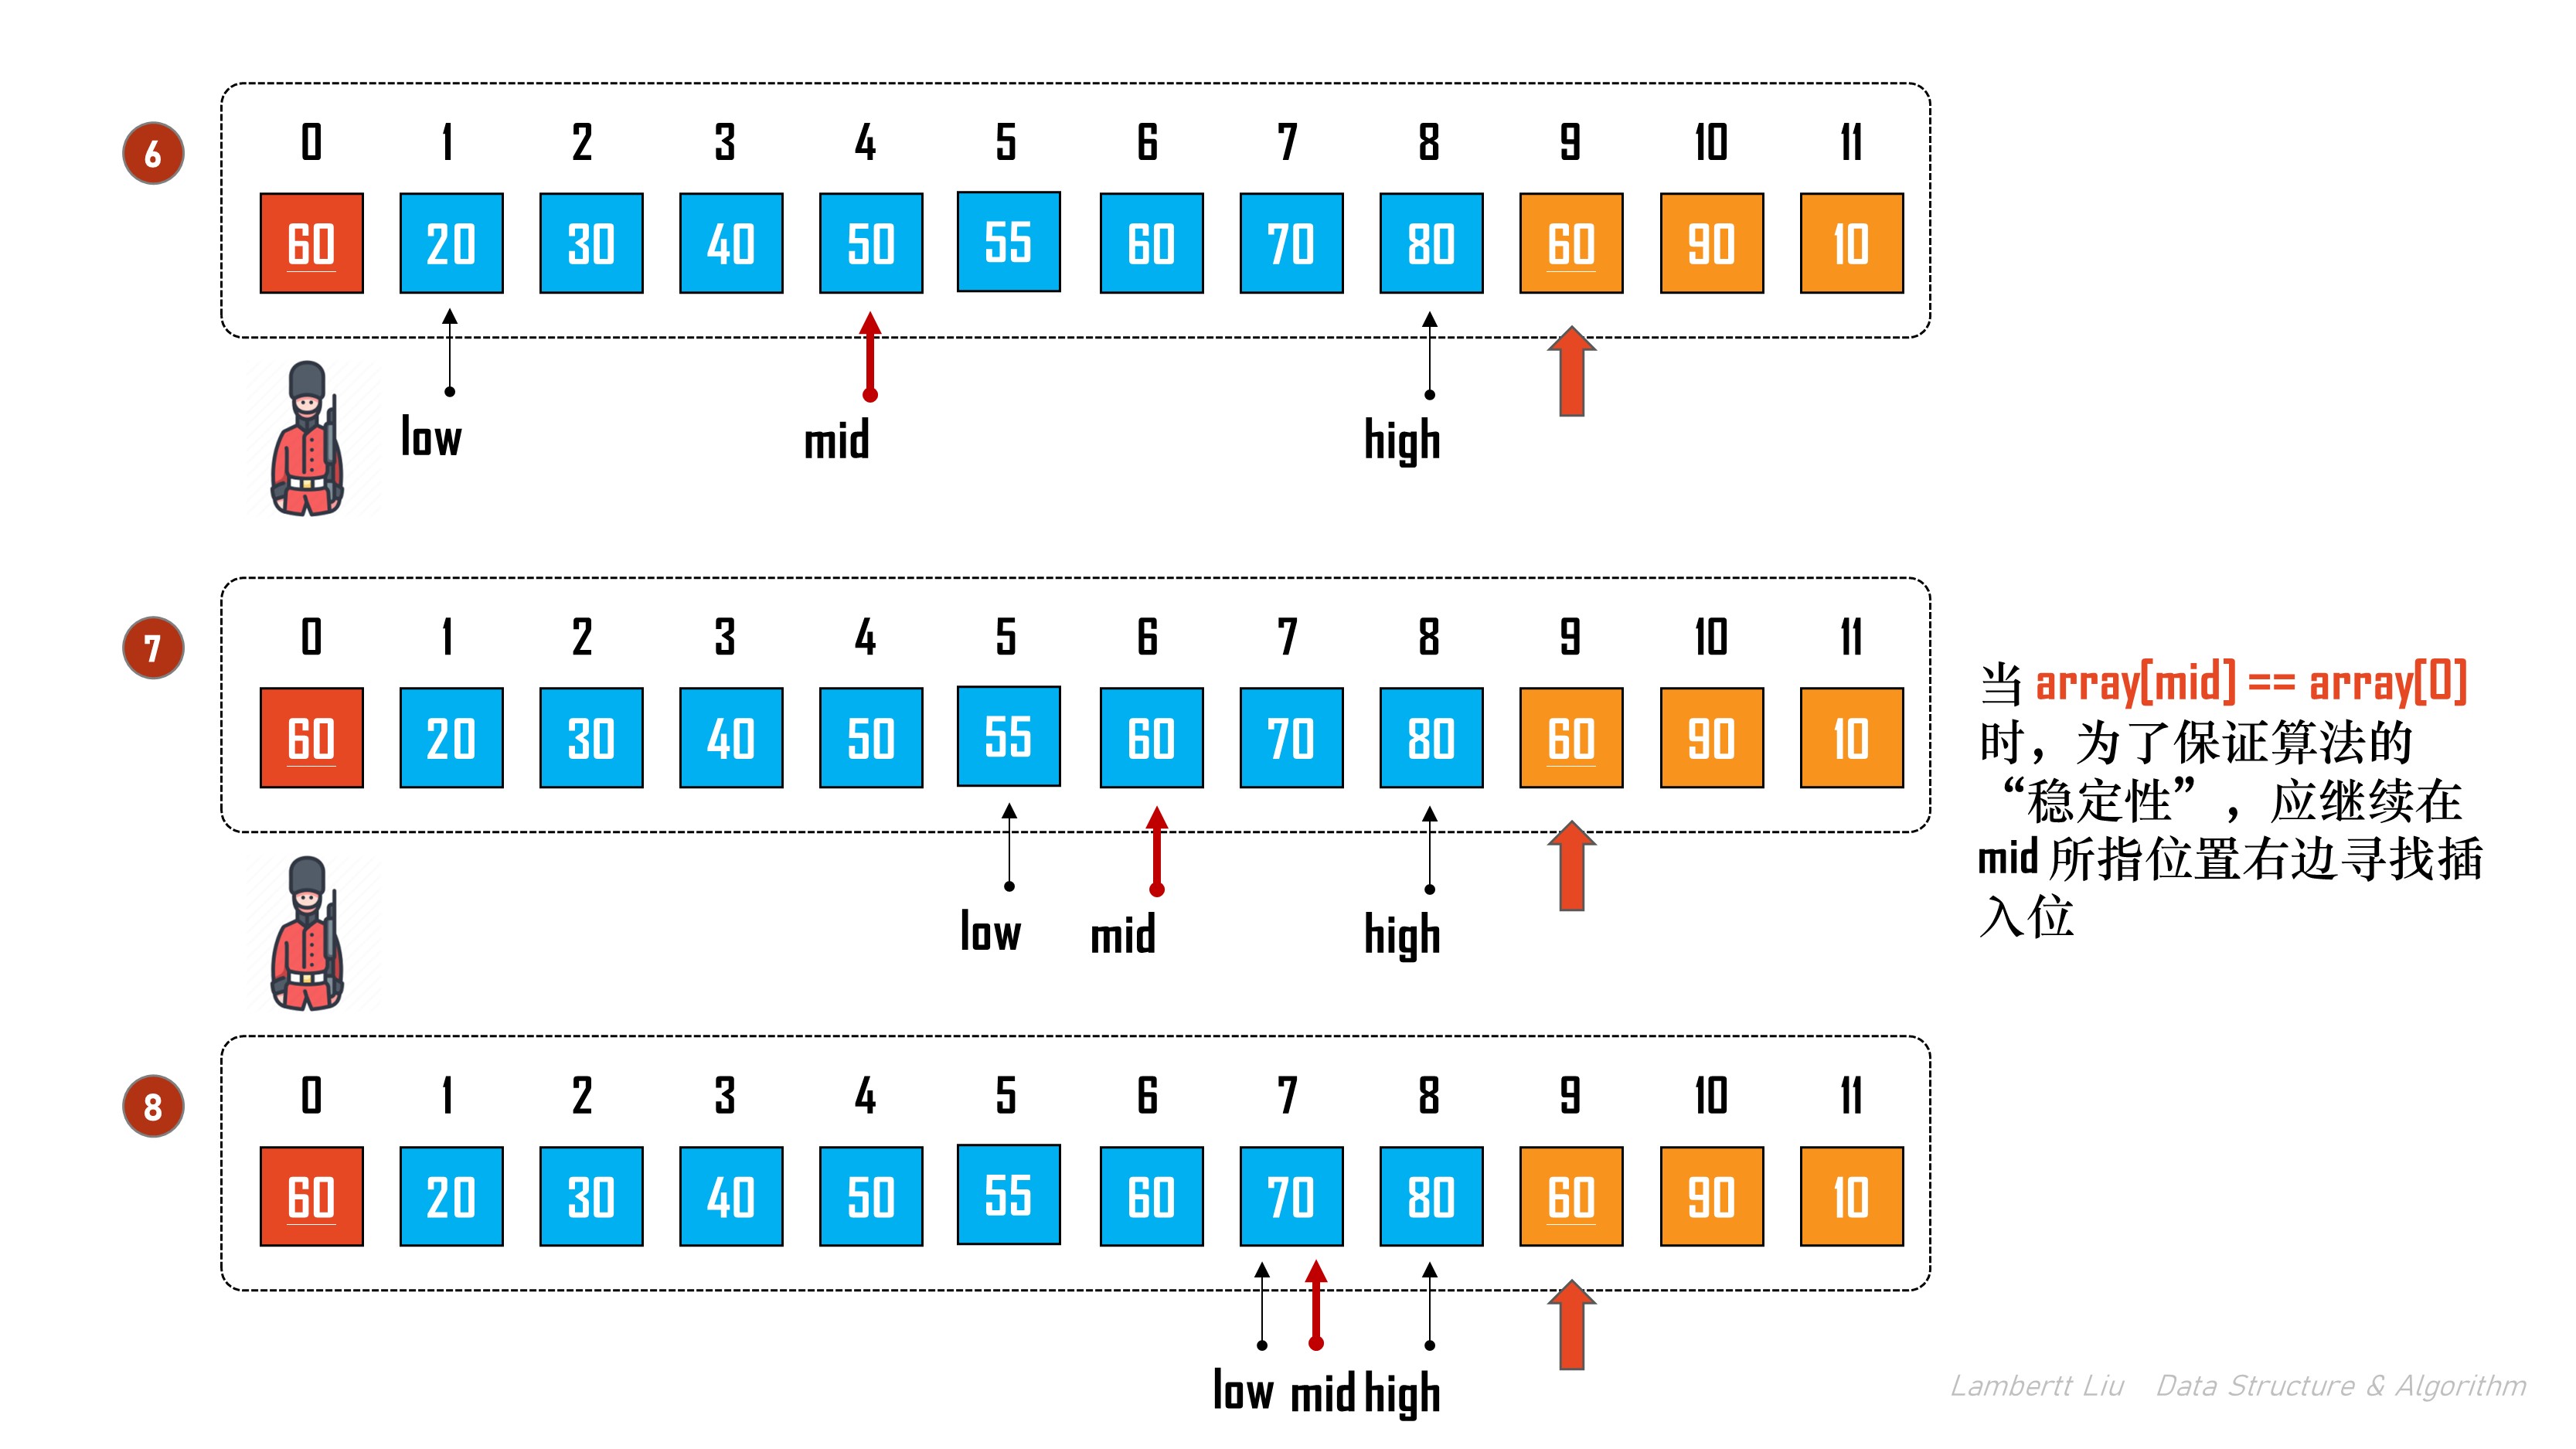 6
0 1 2 3 4 5 6 7 8 9 10 11
60 20 30 40 50 55 60 70 80 60 90 10
low mid high
7
0 1 2 3 4 5 6 7 8 9 10 11
60 20 30 40 50 55 60 70 80 60 90 10
low mid high
当 array[mid] == array[0]
时，为了保证算法的
“稳定性”，应继续在
mid 所指位置右边寻找插
入位
8
0 1 2 3 4 5 6 7 8 9 10 11
60 20 30 40 50 55 60 70 80 60 90 10
low mid high
Lambertt Liu Data Structure & Algorithm